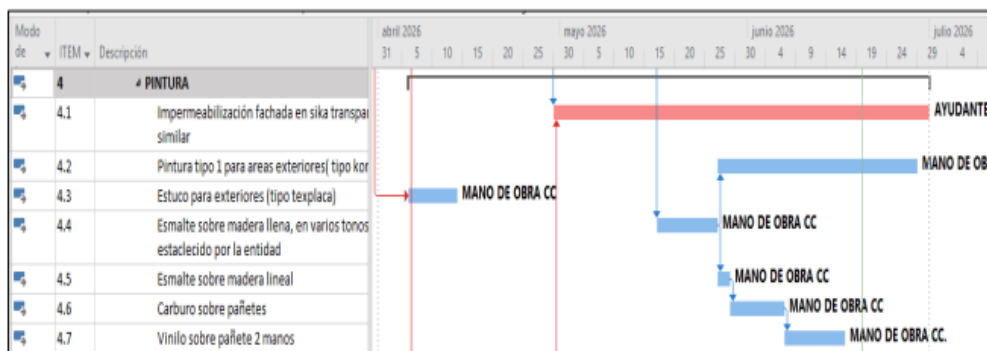 Modo de
ITEM
Descripción
abril 2026
mayo 2026
junio 2026
julio 2026
31 5 10 15 20 25 30 5 10 15 20 25 30 4 9 14 19 24 29 4
4 PINTURA
4.1 Impermeabilización fachada en sika transpa
similar
AYUDANTE
4.2 Pintura tipo 1 para areas exteriores( tipo kor
MANO DE OB
4.3 Estuco para exteriores (tipo texplaca)
MANO DE OBRA CC
4.4 Esmalte sobre madera llena, en varios tonos
estaclecido por la entidad
MANO DE OBRA CC
4.5 Esmalte sobre madera lineal
MANO DE OBRA CC
4.6 Carburo sobre pañetes
MANO DE OBRA CC
4.7 Vinilo sobre pañete 2 manos
MANO DE OBRA CC.